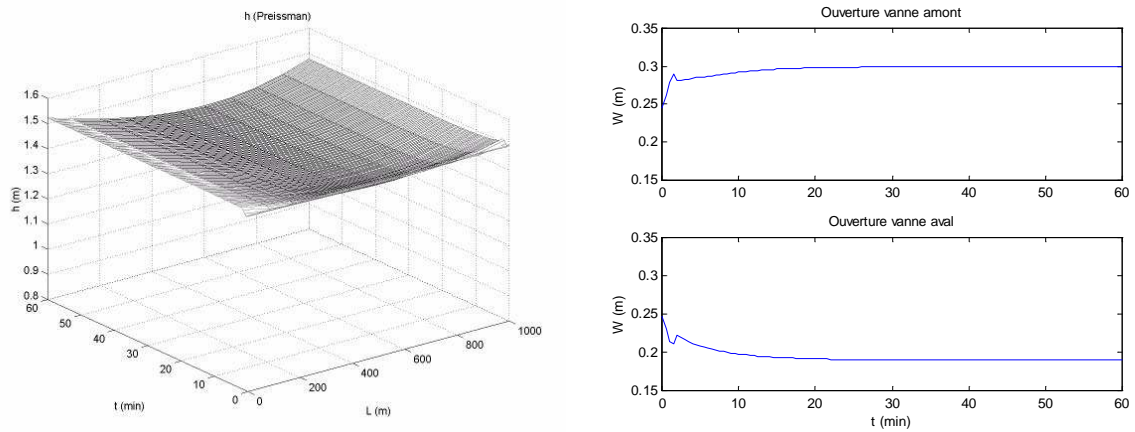 h (Preissman)
1.6
1.5
1.4
1.3
1.2
1.1
1
0.9
0.8
h (m)
60
50
40
30
20
10
0
t (min)
0
200
400
600
800
1000
L (m)
Ouverture vanne amont
0.35
0.3
0.25
0.2
0.15
W (m)
0 10 20 30 40 50 60
Ouverture vanne aval
0.35
0.3
0.25
0.2
0.15
W (m)
0 10 20 30 40 50 60
t (min)